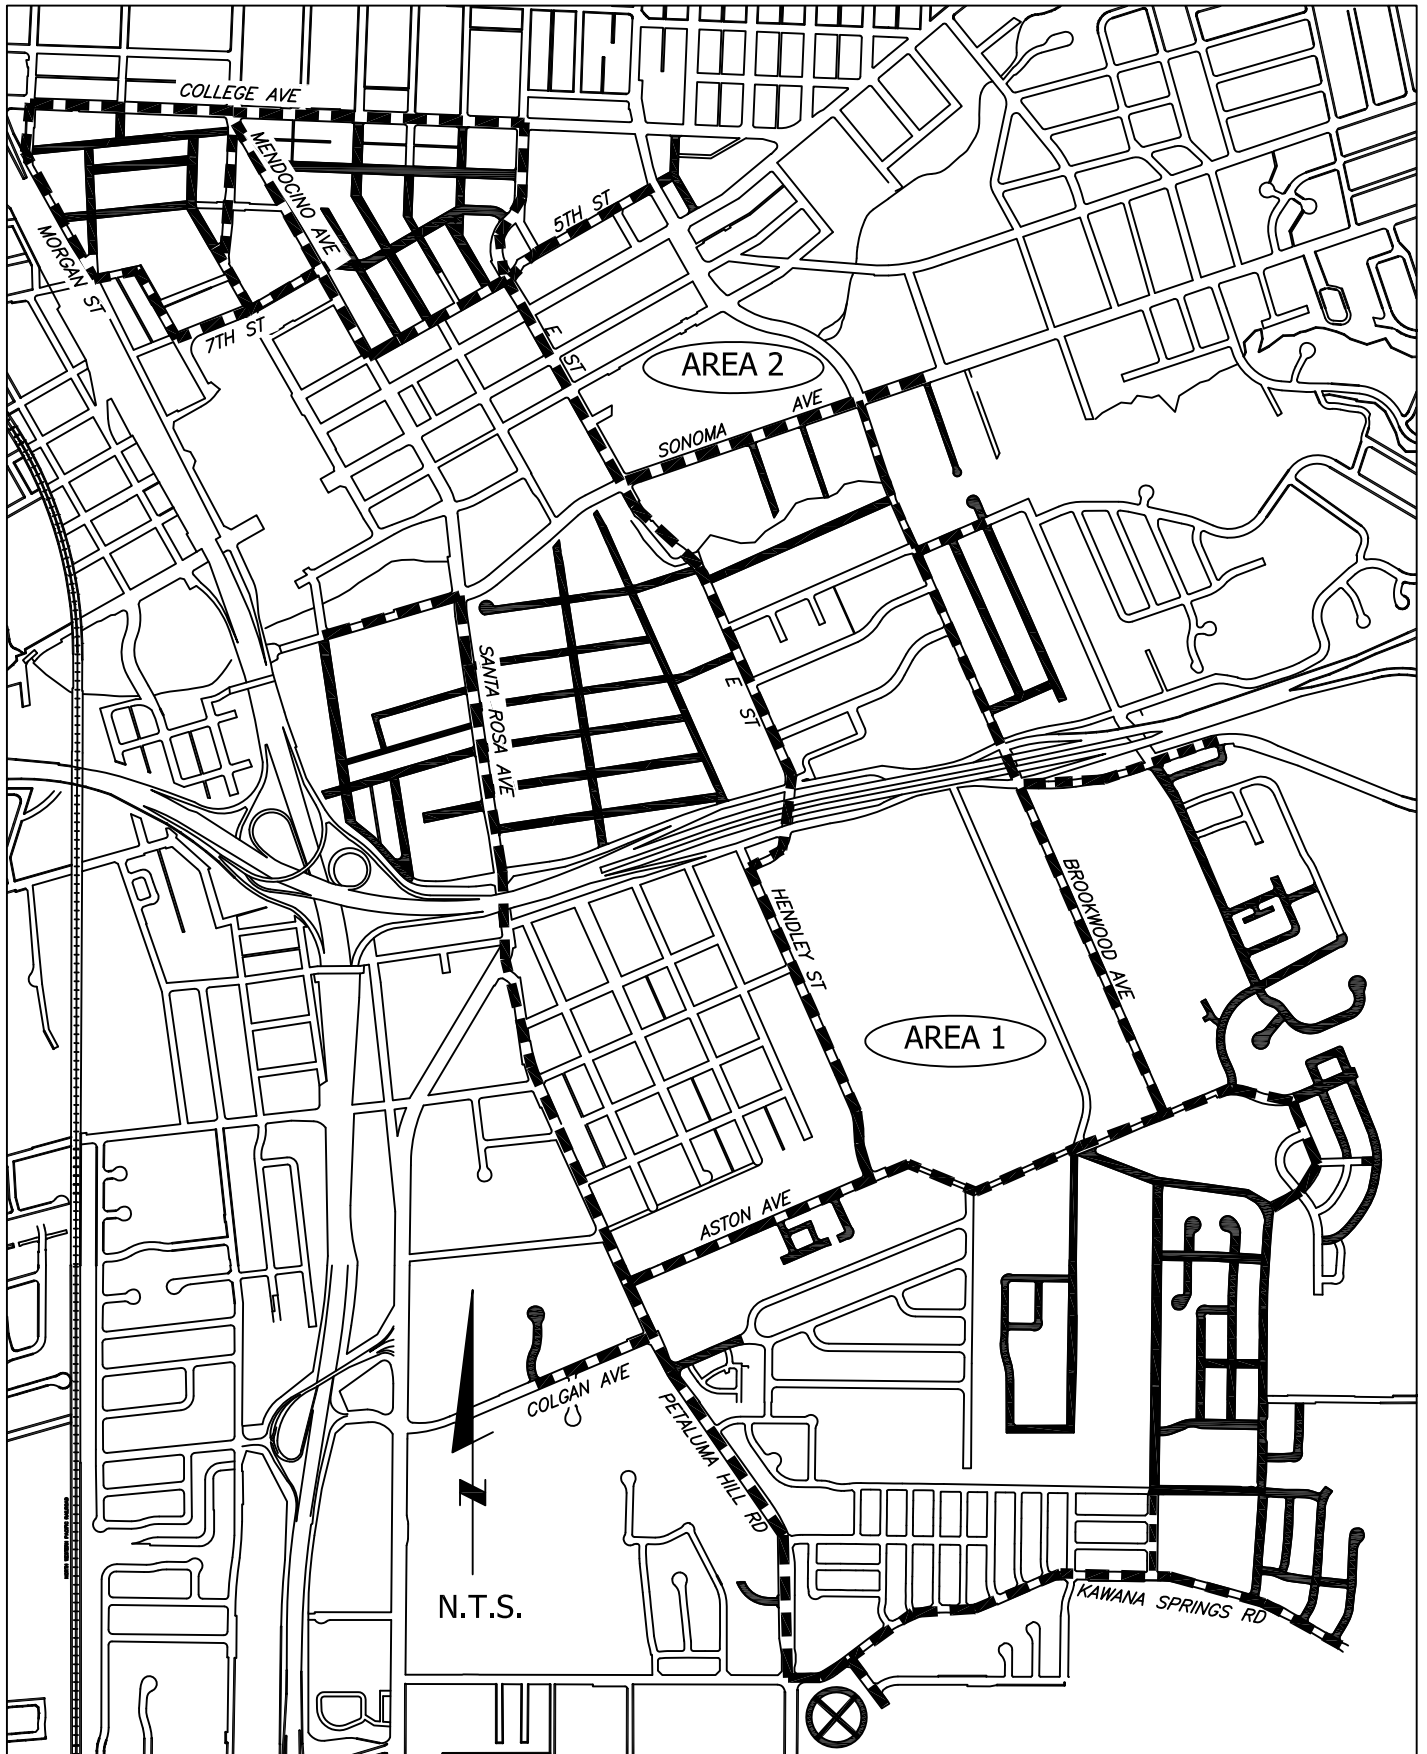 COLLEGE AVE
MENDOCINO AVE
5TH ST
MORGAN ST
7TH ST
E ST
AREA 2
SONOMA AVE
SANTA ROSA AVE
E ST
BROOKWOOD AVE
HENDLEY ST
AREA 1
ASTON AVE
COLGAN AVE
PETALUMA HILL RD
N
N.T.S.
KAWANA SPRINGS RD